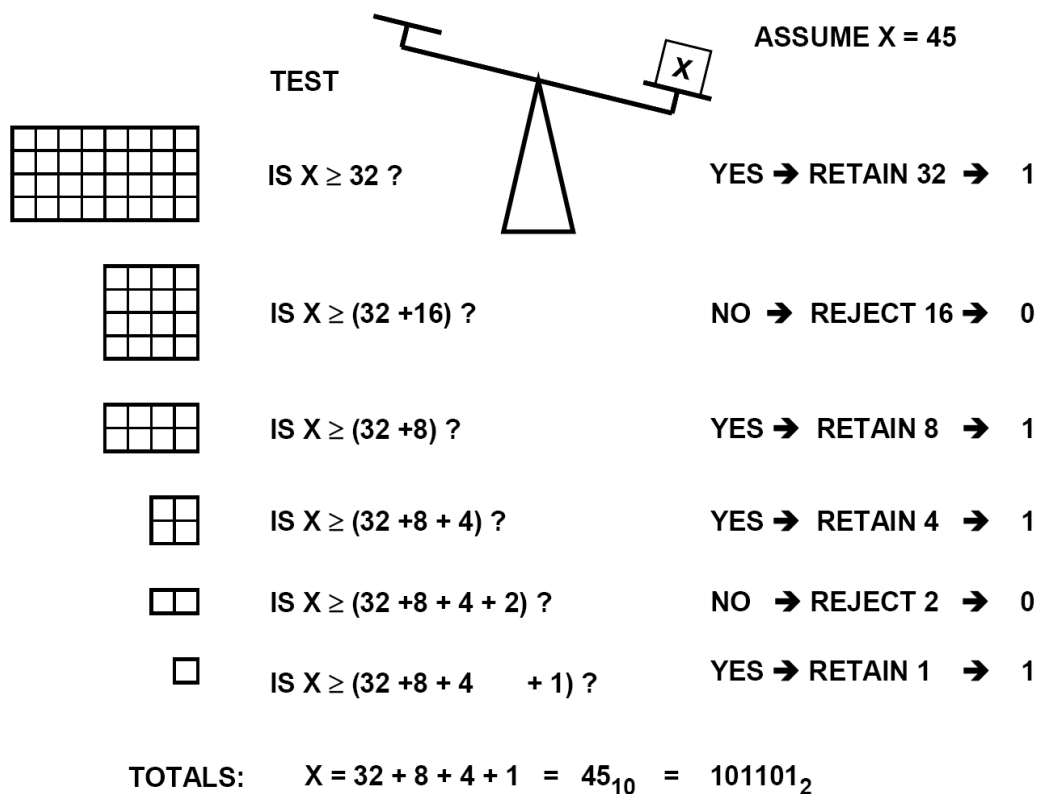 ASSUME X = 45
TEST
X
IS X ≥ 32 ? YES ➔ RETAIN 32 ➔ 1
IS X ≥ (32 +16) ? NO ➔ REJECT 16 ➔ 0
IS X ≥ (32 +8) ? YES ➔ RETAIN 8 ➔ 1
IS X ≥ (32 +8 + 4) ? YES ➔ RETAIN 4 ➔ 1
IS X ≥ (32 +8 + 4 + 2) ? NO ➔ REJECT 2 ➔ 0
IS X ≥ (32 +8 + 4 + 1) ? YES ➔ RETAIN 1 ➔ 1
TOTALS: X = 32 + 8 + 4 + 1 = 45₁₀ = 101101₂